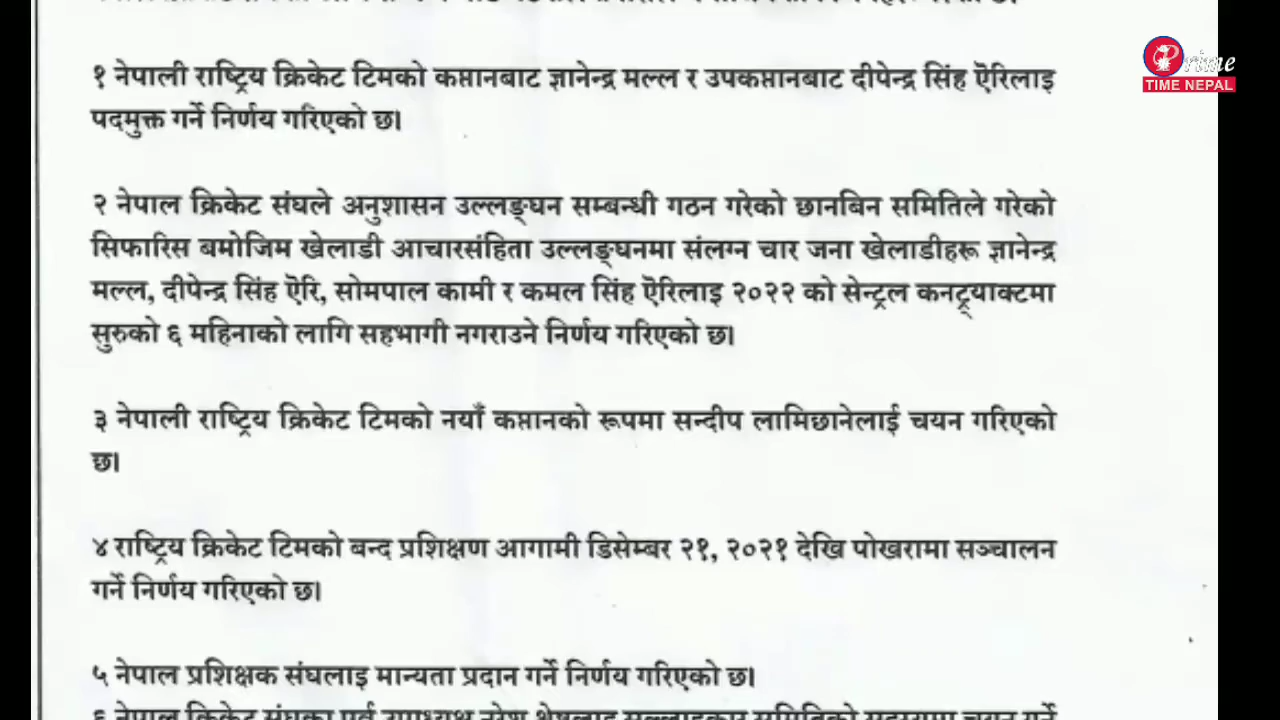 Prime
TIME NEPAL
१ नेपाली राष्ट्रिय क्रिकेट टिमको कप्तानबाट ज्ञानेन्द्र मल्ल र उपकप्तानबाट दीपेन्द्र सिंह ऐरिलाइ
पदमुक्त गर्ने निर्णय गरिएको छ।
२ नेपाल क्रिकेट संघले अनुशासन उल्लङ्घन सम्बन्धी गठन गरेको छानबिन समितिले गरेको
सिफारिस बमोजिम खेलाडी आचारसंहिता उल्लङ्घनमा संलग्न चार जना खेलाडीहरू ज्ञानेन्द्र
मल्ल, दीपेन्द्र सिंह ऐरि, सोमपाल कामी र कमल सिंह ऐरिलाइ २०२२ को सेन्ट्रल कनट्र्याक्टमा
सुरुको ६ महिनाको लागि सहभागी नगराउने निर्णय गरिएको छ।
३ नेपाली राष्ट्रिय क्रिकेट टिमको नयाँ कप्तानको रूपमा सन्दीप लामिछानेलाई चयन गरिएको
छ।
४ राष्ट्रिय क्रिकेट टिमको बन्द प्रशिक्षण आगामी डिसेम्बर २१, २०२१ देखि पोखरामा सञ्चालन
गर्ने निर्णय गरिएको छ।
५ नेपाल प्रशिक्षक संघलाइ मान्यता प्रदान गर्ने निर्णय गरिएको छ।
६ नेपाल क्रिकेट संघका पूर्व